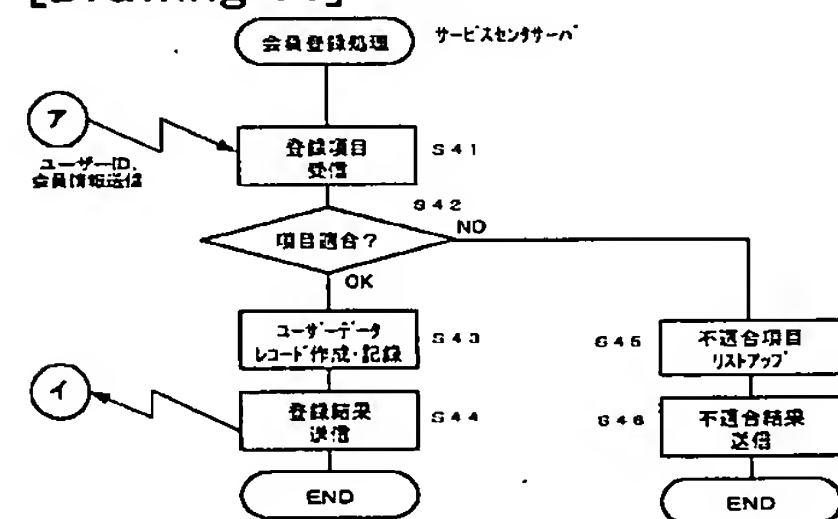 会員登録処理
サービスセンタサーバ
ア
ユーザーID、
会員情報送信
登録項目
受信
S41
S42
項目適合?
NO
OK
ユーザーデータ
レコード作成・記録
S43
S45
不適合項目
リストアップ
イ
登録結果
送信
S44
S46
不適合結果
送信
END
END